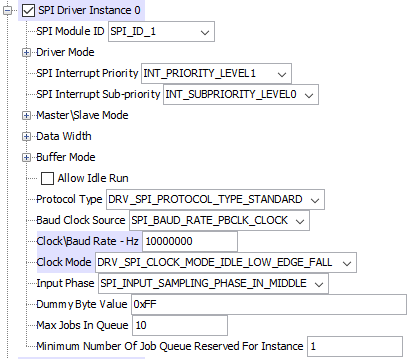 SPI Driver Instance 0
SPI Module ID SPI_ID_1
Driver Mode
SPI Interrupt Priority INT_PRIORITY_LEVEL1
SPI Interrupt Sub-priority INT_SUBPRIORITY_LEVEL0
Master\Slave Mode
Data Width
Buffer Mode
Allow Idle Run
Protocol Type DRV_SPI_PROTOCOL_TYPE_STANDARD
Baud Clock Source SPI_BAUD_RATE_PBCLK_CLOCK
Clock\Baud Rate - Hz 10000000
Clock Mode DRV_SPI_CLOCK_MODE_IDLE_LOW_EDGE_FALL
Input Phase SPI_INPUT_SAMPLING_PHASE_IN_MIDDLE
Dummy Byte Value 0xFF
Max Jobs In Queue 10
Minimum Number Of Job Queue Reserved For Instance 1